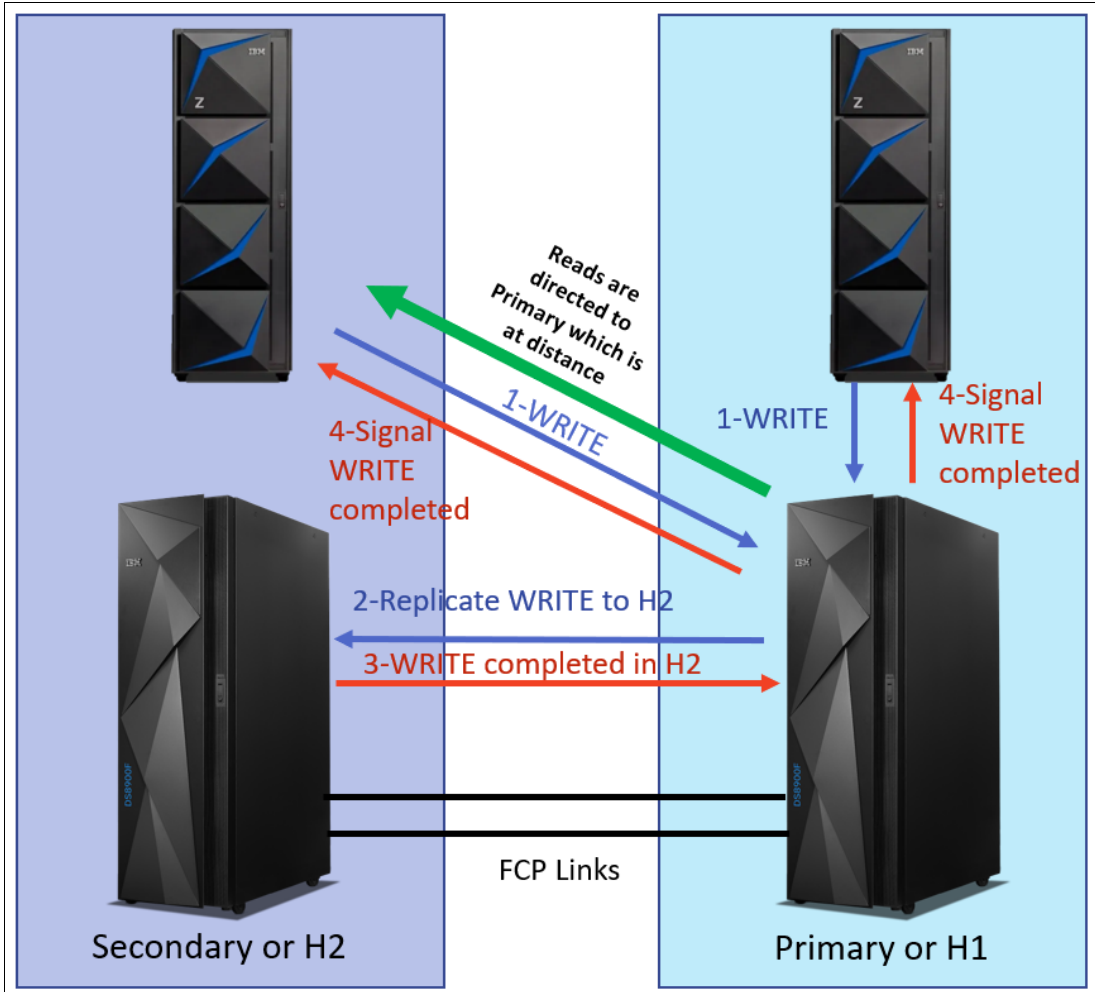 IBM
Z
IBM
Z
Reads are
directed to
Primary which is
at distance
1-WRITE
4-Signal
WRITE
completed
1-WRITE
4-Signal
WRITE
completed
IBM
DS8900F
IBM
DS8900F
2-Replicate WRITE to H2
3-WRITE completed in H2
FCP Links
Secondary or H2
Primary or H1